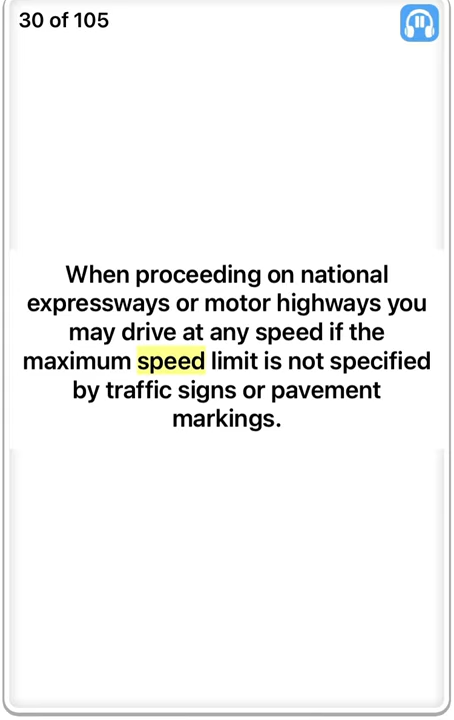 30 of 105
When proceeding on national
expressways or motor highways you
may drive at any speed if the
maximum speed limit is not specified
by traffic signs or pavement
markings.